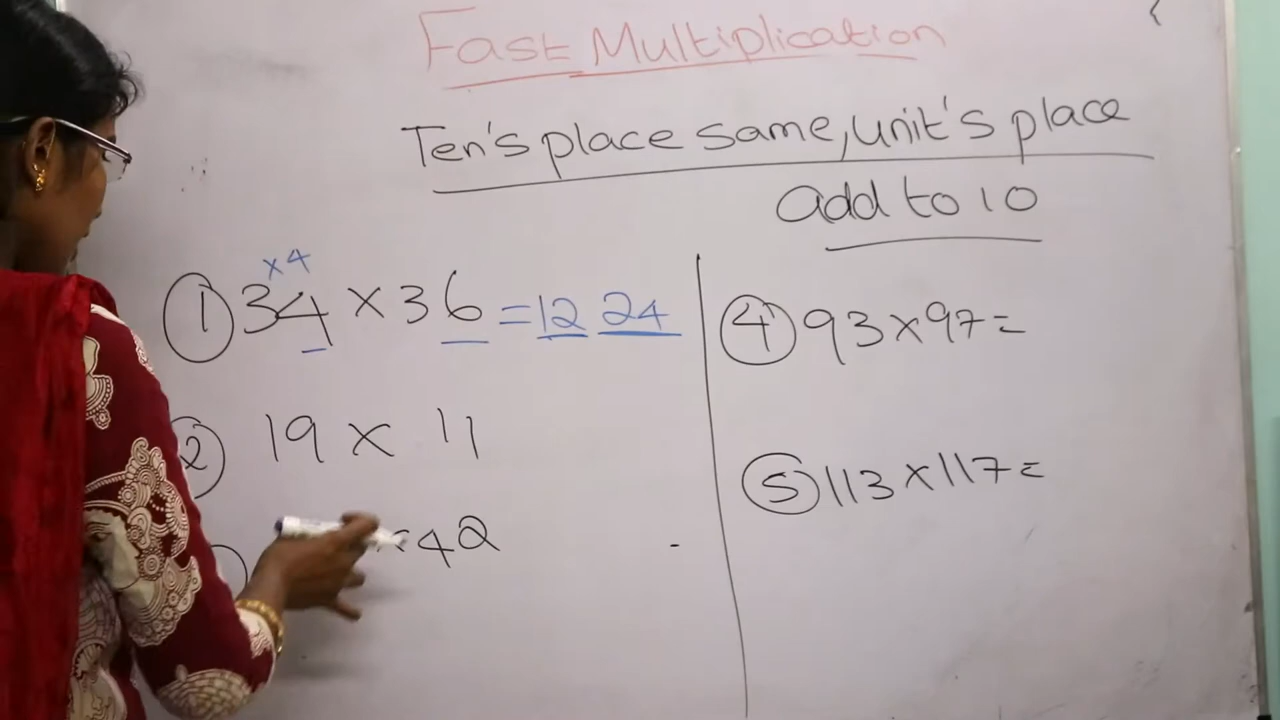 Fast Multiplication
Ten's place same, unit's place
add to 10
x4
① 34 x 36 = 12 24
② 19 x 11
x 42
④ 93 x 97 =
⑤ 113 x 117 =